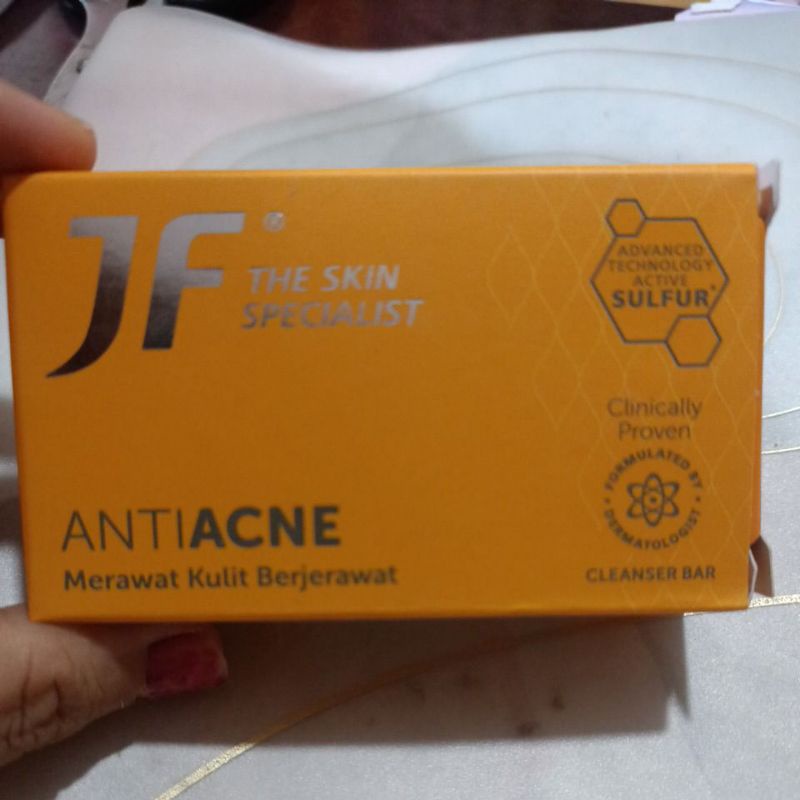 JF®
THE SKIN
SPECIALIST
ADVANCED
TECHNOLOGY
ACTIVE
SULFUR*
Clinically
Proven
FORMULATED BY
DERMATOLOGIST
ANTIACNE
Merawat Kulit Berjerawat
CLEANSER BAR